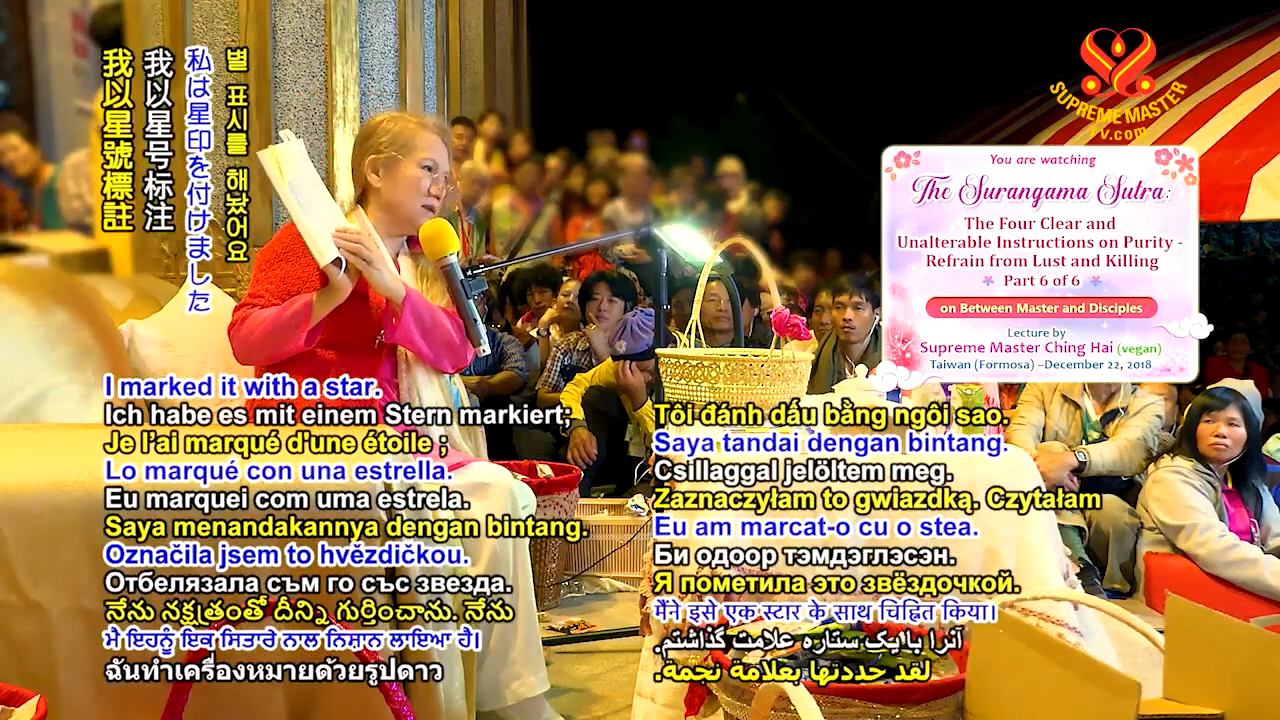 我以星號標註
我以星号标注
私は星印を付けました
별 표시를 해놨어요
SUPREME MASTER
TV.com
You are watching
The Surangama Sutra:
The Four Clear and
Unalterable Instructions on Purity -
Refrain from Lust and Killing
Part 6 of 6
on Between Master and Disciples
Lecture by
Supreme Master Ching Hai (vegan)
Taiwan (Formosa) –December 22, 2018
I marked it with a star.
Ich habe es mit einem Stern markiert;
Je l’ai marqué d'une étoile ;
Lo marqué con una estrella.
Eu marquei com uma estrela.
Saya menandakannya dengan bintang.
Označila jsem to hvězdičkou.
Отбелязала съм го със звезда.
నేను నక్షత్రంతో దీన్ని గుర్తించాను. నేను
ਮੈ ਇਹਨੂੰ ਇਕ ਸਿਤਾਰੇ ਨਾਲ ਨਿਸ਼ਾਨ ਲਾਇਆ ਹੈ।
ฉันทำเครื่องหมายด้วยรูปดาว
Tôi đánh dấu bằng ngôi sao.
Saya tandai dengan bintang.
Csillaggal jelöltem meg.
Zaznaczyłam to gwiazdką. Czytałam
Eu am marcat-o cu o stea.
Би одоор тэмдэглэсэн.
Я пометила это звёздочкой.
मैंने इसे एक स्टार के साथ चिह्नित किया।
آنرا با یک ستاره علامت گذاشتم.
لقد حددتها بعلامة نجمة.